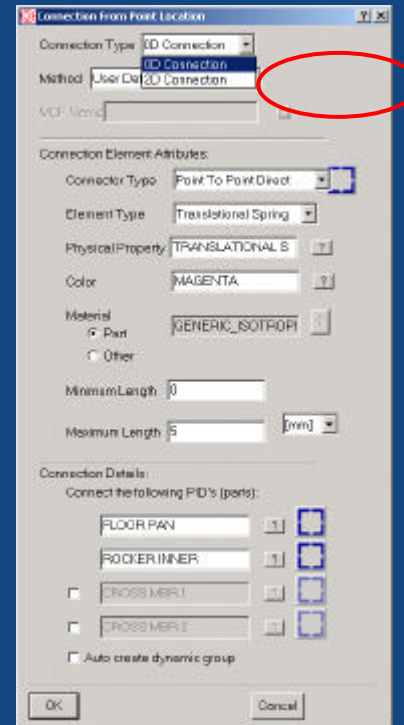 Connection From Point Location
Connection Type 0D Connection
0D Connection
Method User Def 2D Connection
MCF Name
Connection Element Attributes:
Connector Type Point To Point Direct
Element Type Translational Spring
Physical Property TRANSLATIONAL S ?
Color MAGENTA ?
Material
Part GENERIC_ISOTROPI
Other
Minimum Length 0
Maximum Length 5 [mm]
Connection Details:
Connect the following PID's (parts):
FLOOR PAN
ROCKER INNER
CROSS MBR 1
CROSS MBR 2
Auto create dynamic group
OK Cancel